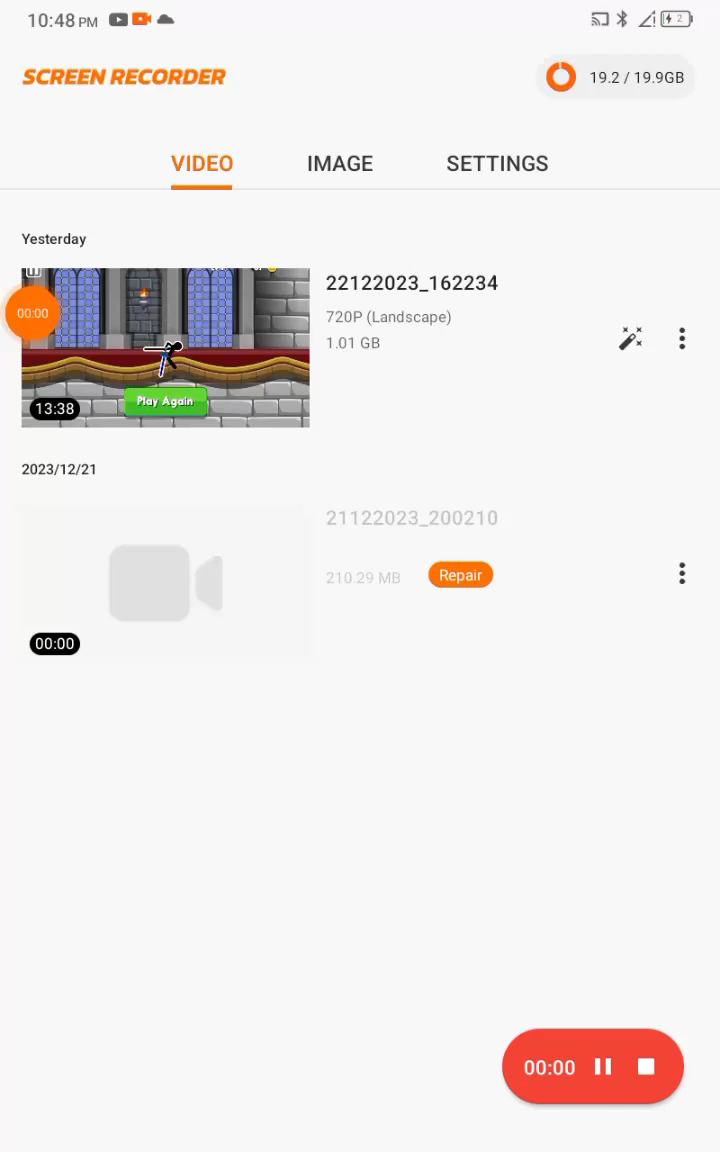 10:48 PM
2
SCREEN RECORDER
19.2 / 19.9GB
VIDEO
IMAGE
SETTINGS
Yesterday
22122023_162234
00:00
720P (Landscape)
1.01 GB
Play Again
13:38
2023/12/21
21122023_200210
210.29 MB
Repair
00:00
00:00